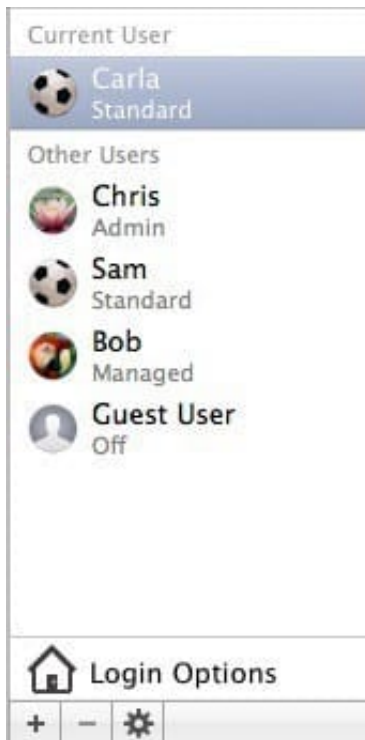 Current User
Carla
Standard
Other Users
Chris
Admin
Sam
Standard
Bob
Managed
Guest User
Off
Login Options